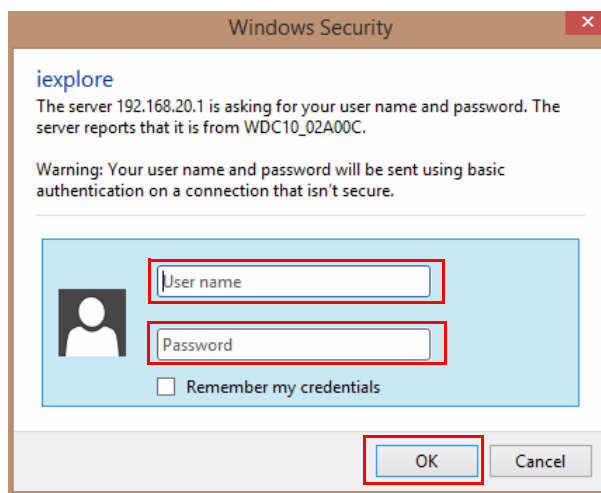 Windows Security
iexplore
The server 192.168.20.1 is asking for your user name and password. The
server reports that it is from WDC10_02A00C.
Warning: Your user name and password will be sent using basic
authentication on a connection that isn't secure.
User name
Password
Remember my credentials
OK
Cancel